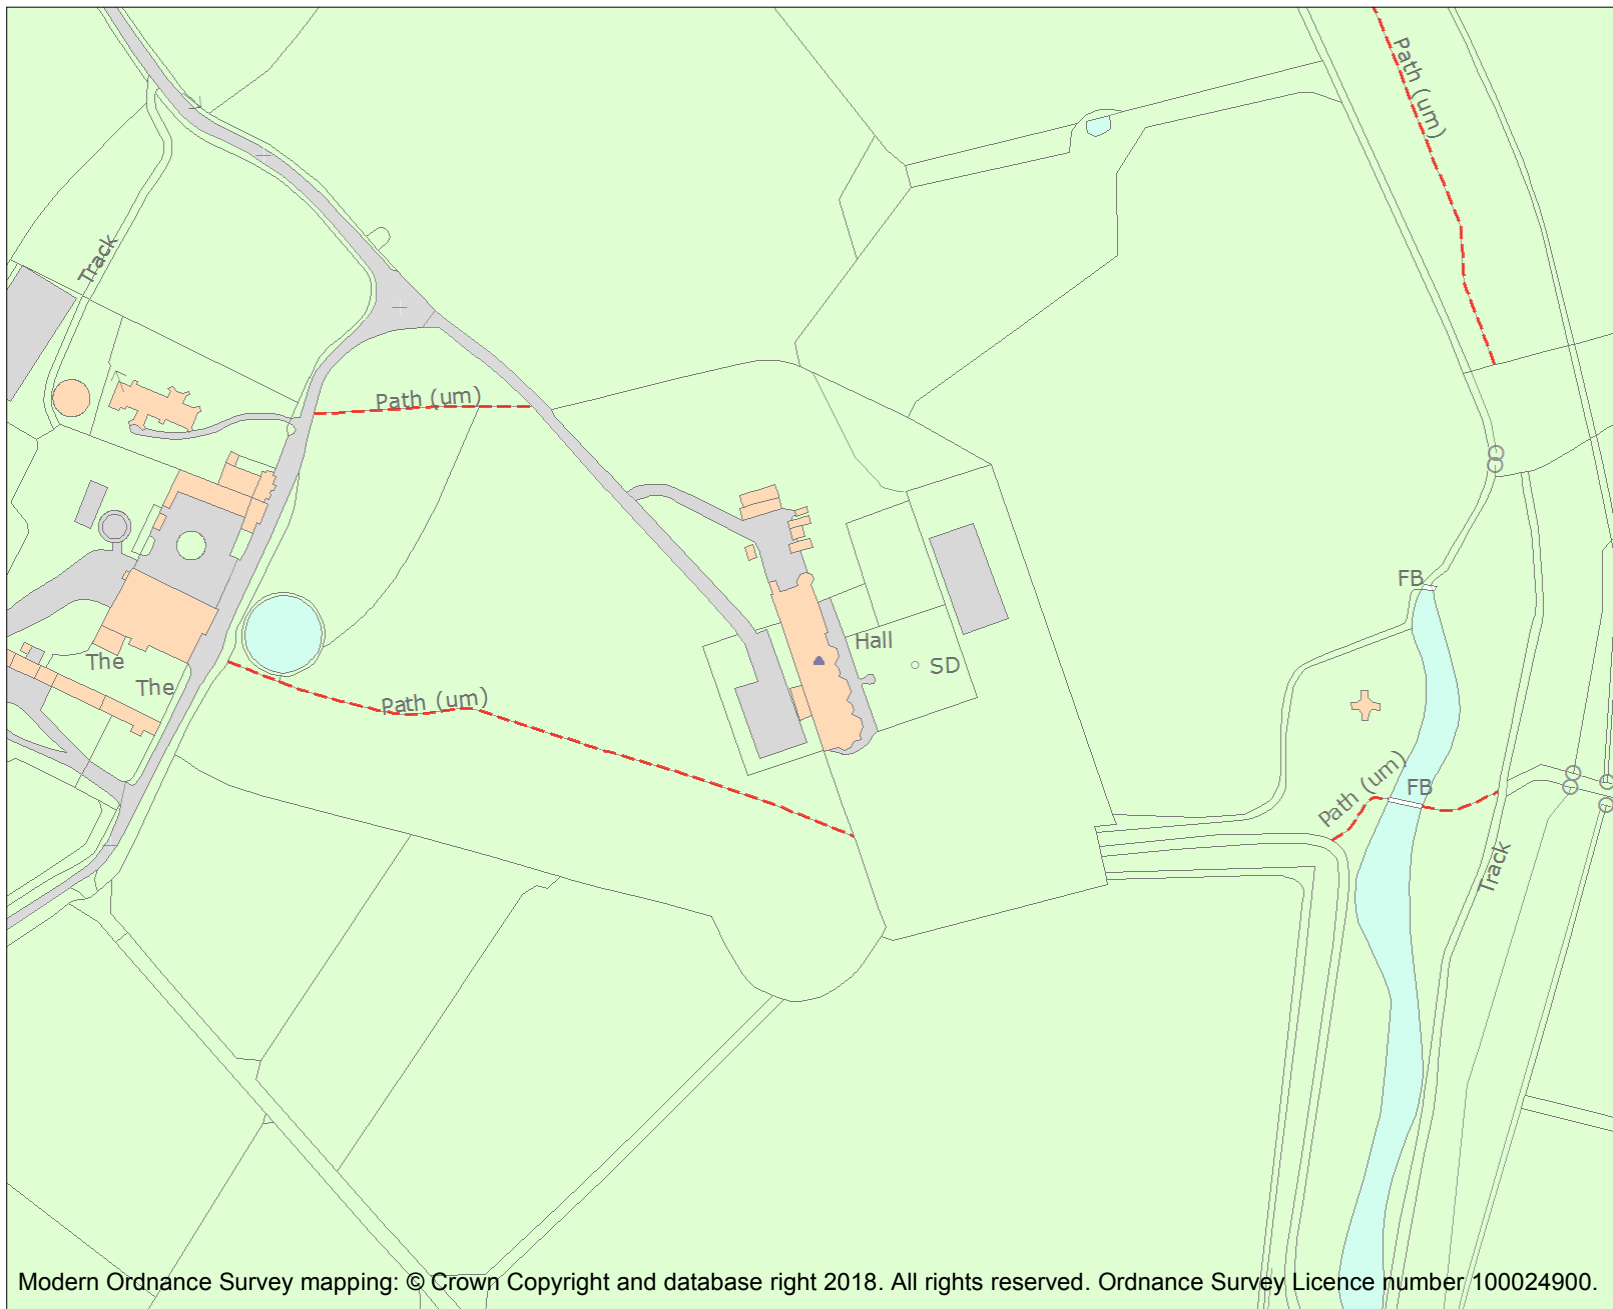 Path (um)
Track
Path (um)
FB
Hall
SD
The
The
Path (um)
Path (um)
FB
Track
Modern Ordnance Survey mapping: © Crown Copyright and database right 2018. All rights reserved. Ordnance Survey Licence number 100024900.